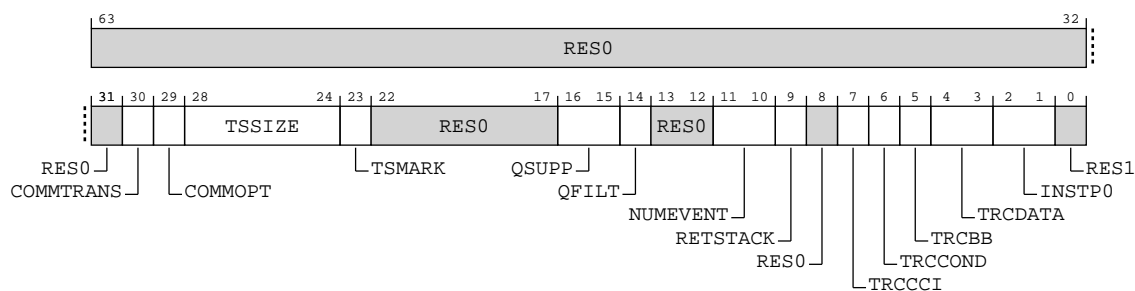 63 32
RES0
31 30 29 28 24 23 22 17 16 15 14 13 12 11 10 9 8 7 6 5 4 3 2 1 0
TSSIZE RES0 RES0
RES0 TSMARK QSUPP RES1
COMMTRANS COMMOPT QFILT INSTP0
NUMEVENT TRCDATA
RETSTACK TRCBB
RES0 TRCCOND
TRCCCI